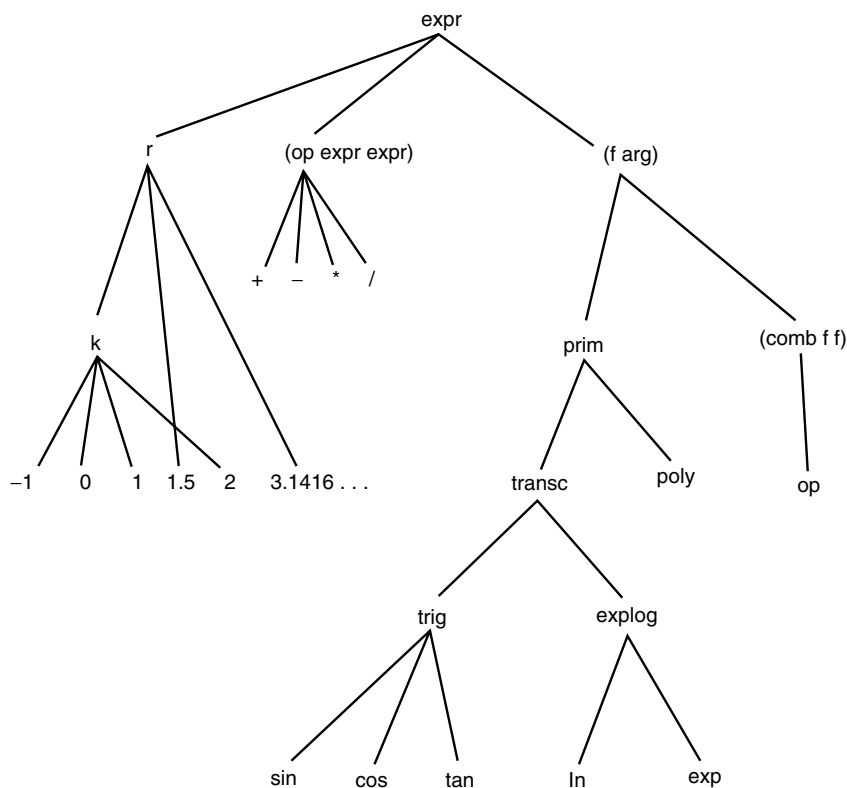 expr
r (op expr expr) (f arg)
+ − * /
k prim (comb f f)
−1 0 1 1.5 2 3.1416 . . . transc poly op
trig explog
sin cos tan ln exp